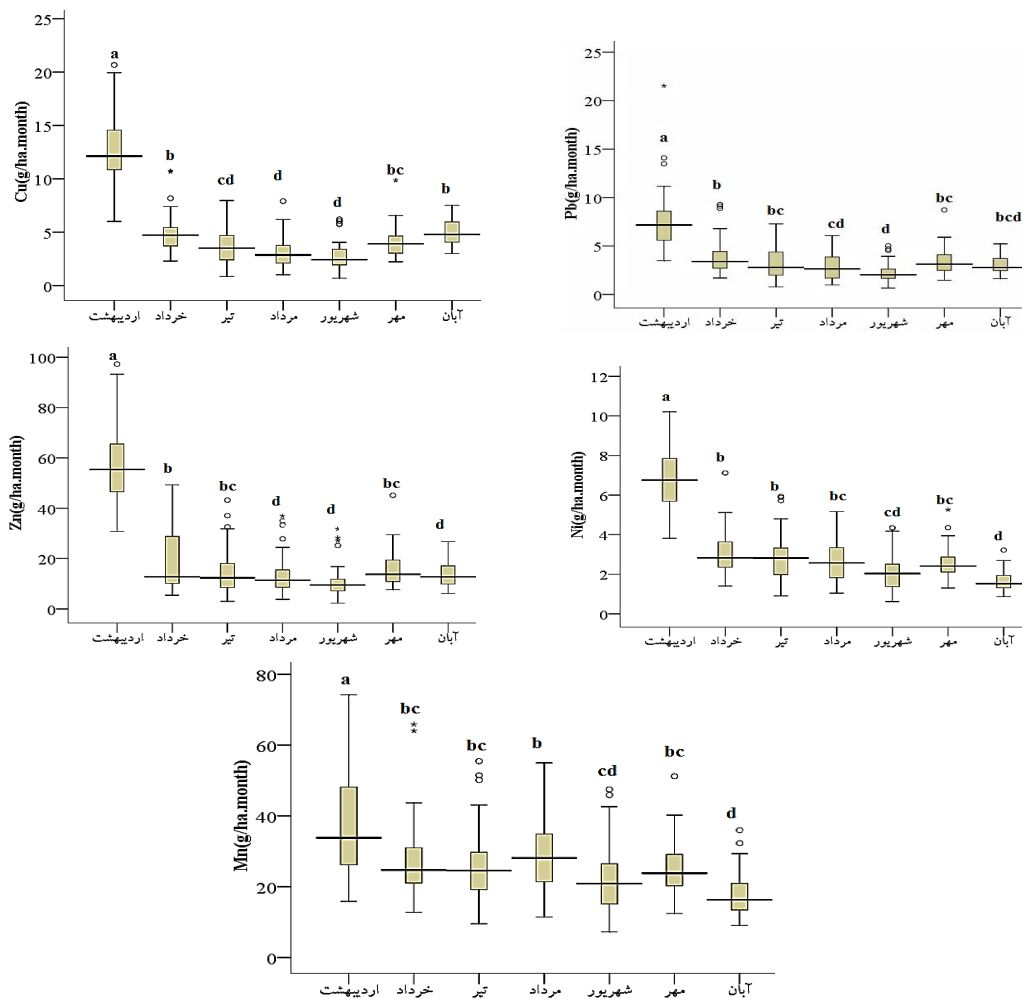 Cu(g/ha.month)
25
20
15
10
5
0
a
b
cd
d
d
bc
b
اردیبهشت
خرداد
تیر
مرداد
شهریور
مهر
آبان
Pb(g/ha.month)
25
20
15
10
5
0
a
b
bc
cd
d
bc
bcd
اردیبهشت
خرداد
تیر
مرداد
شهریور
مهر
آبان
Zn(g/ha.month)
100
80
60
40
20
0
a
b
bc
d
d
bc
d
اردیبهشت
خرداد
تیر
مرداد
شهریور
مهر
آبان
Ni(g/ha.month)
12
10
8
6
4
2
0
a
b
b
bc
cd
bc
d
اردیبهشت
خرداد
تیر
مرداد
شهریور
مهر
آبان
Mn(g/ha.month)
80
60
40
20
0
a
bc
bc
b
cd
bc
d
اردیبهشت
خرداد
تیر
مرداد
شهریور
مهر
آبان